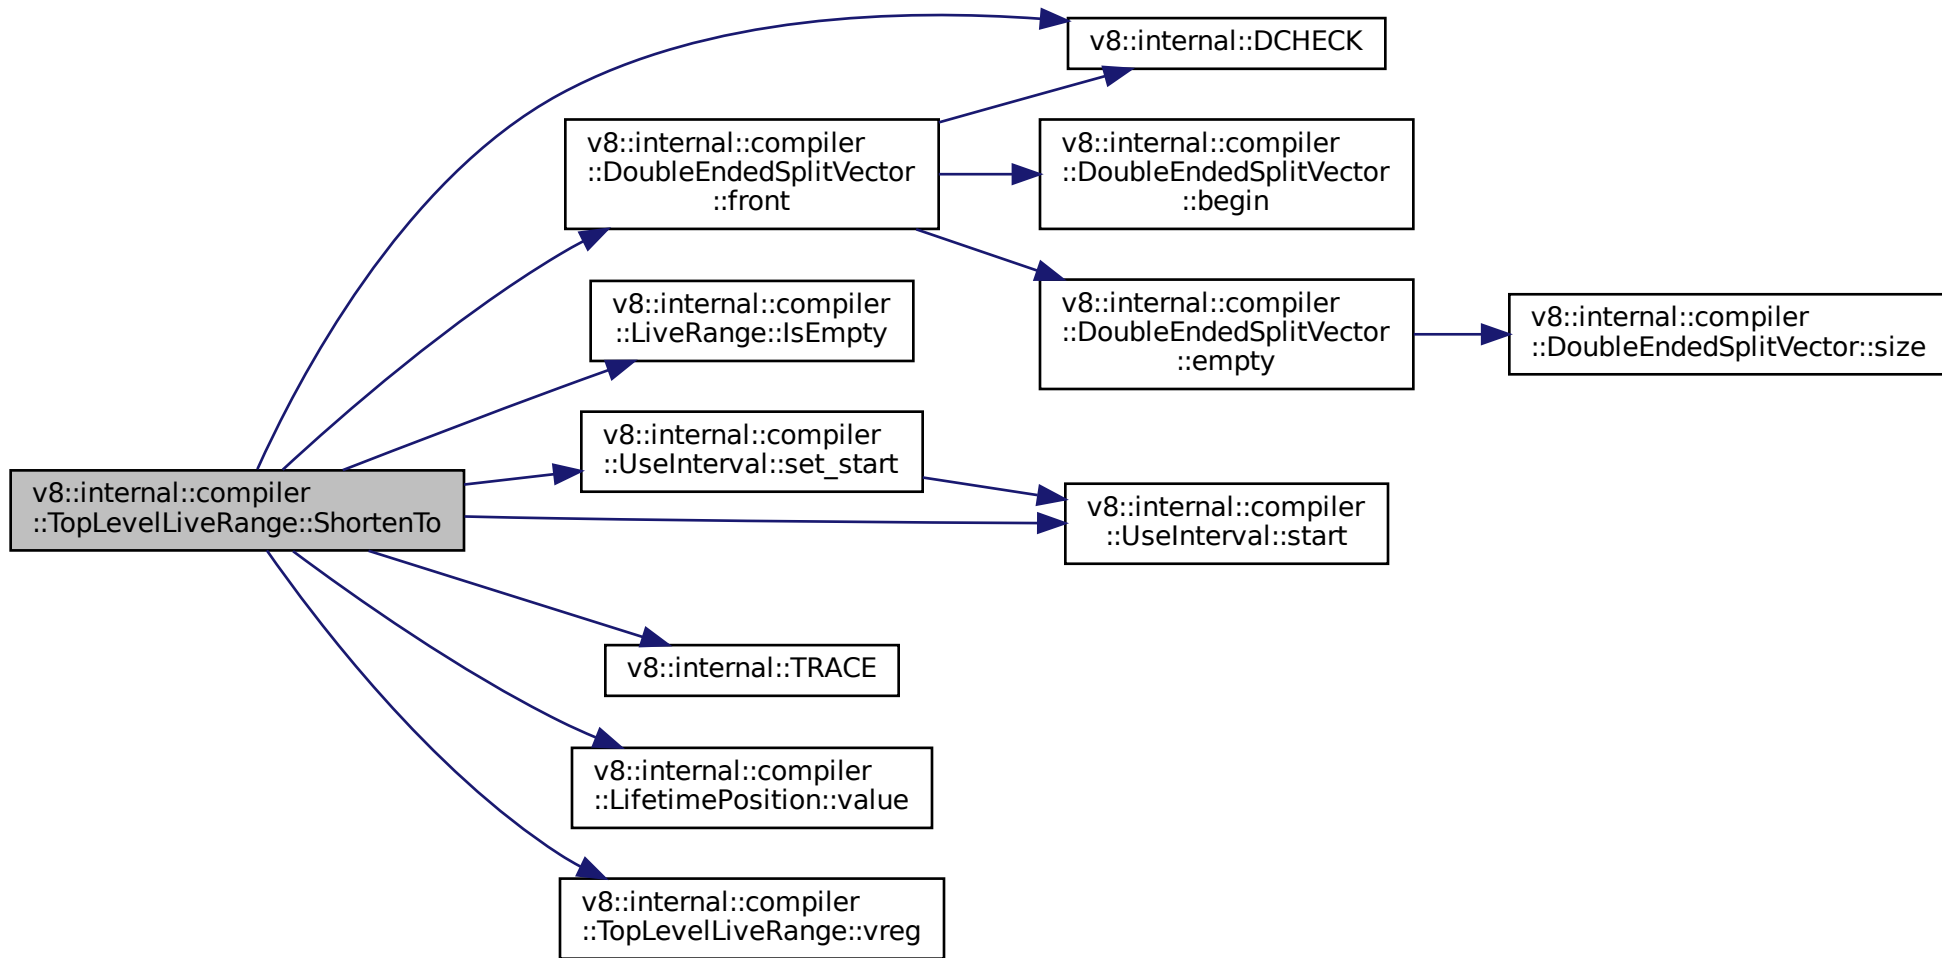 v8::internal::DCHECK
v8::internal::compiler
::DoubleEndedSplitVector
::front
v8::internal::compiler
::DoubleEndedSplitVector
::begin
v8::internal::compiler
::LiveRange::IsEmpty
v8::internal::compiler
::DoubleEndedSplitVector
::empty
v8::internal::compiler
::DoubleEndedSplitVector::size
v8::internal::compiler
::UseInterval::set_start
v8::internal::compiler
::TopLevelLiveRange::ShortenTo
v8::internal::compiler
::UseInterval::start
v8::internal::TRACE
v8::internal::compiler
::LifetimePosition::value
v8::internal::compiler
::TopLevelLiveRange::vreg